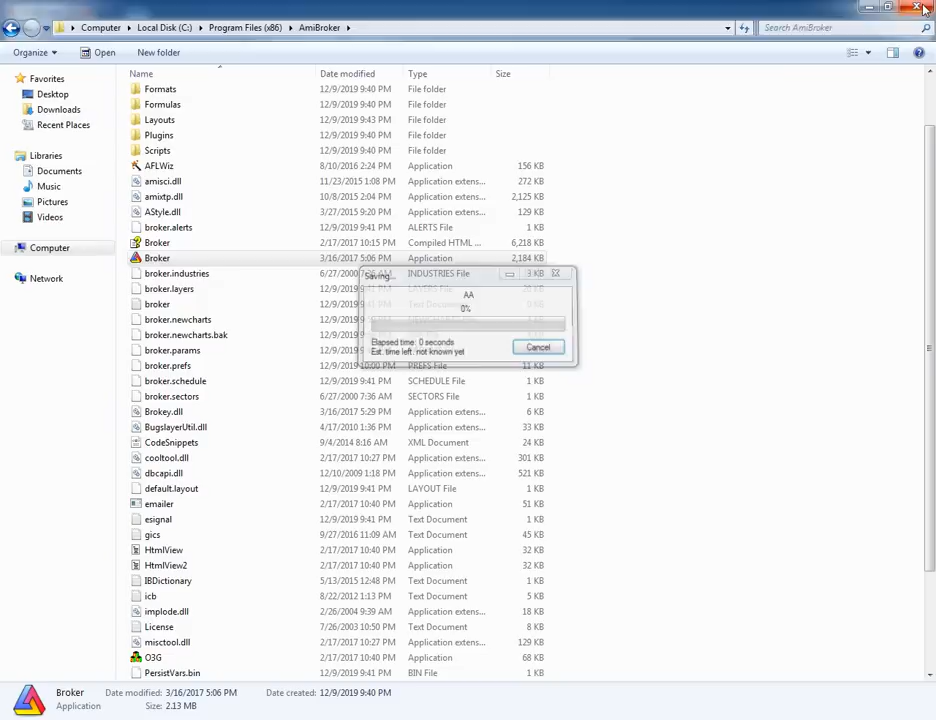 Computer ▸ Local Disk (C:) ▸ Program Files (x86) ▸ AmiBroker ▸
Search AmiBroker
Organize Open New folder
Favorites
Desktop
Downloads
Recent Places
Libraries
Documents
Music
Pictures
Videos
Computer
Network
Name Date modified Type Size
Formats 12/9/2019 9:40 PM File folder
Formulas 12/9/2019 9:40 PM File folder
Layouts 12/9/2019 9:43 PM File folder
Plugins 12/9/2019 9:40 PM File folder
Scripts 12/9/2019 9:40 PM File folder
AFLWiz 8/10/2016 2:24 PM Application 156 KB
amisci.dll 11/23/2015 1:08 PM Application extens... 272 KB
amixtp.dll 10/8/2015 2:04 PM Application extens... 2,125 KB
AStyle.dll 3/27/2015 9:20 PM Application extens... 129 KB
broker.alerts 12/9/2019 9:41 PM ALERTS File 1 KB
Broker 2/17/2017 10:15 PM Compiled HTML ... 6,218 KB
Broker 3/16/2017 5:06 PM Application 2,184 KB
broker.industries 6/27/2000 7:36 AM INDUSTRIES File 3 KB
broker.layers 12/9/2019
broker 12/9/2019
broker.newcharts 12/9/2019
broker.newcharts.bak 12/9/2019
broker.params 12/9/2019
broker.prefs 12/9/2019 10:00 PM PREFS File 11 KB
broker.schedule 12/9/2019 9:41 PM SCHEDULE File 1 KB
broker.sectors 6/27/2000 7:36 AM SECTORS File 1 KB
Brokey.dll 3/16/2017 5:29 PM Application extens... 6 KB
BugslayerUtil.dll 4/17/2010 1:36 PM Application extens... 33 KB
CodeSnippets 9/4/2014 8:16 AM XML Document 4 KB
cooltool.dll 2/17/2017 10:27 PM Application extens... 301 KB
dbcapi.dll 12/10/2009 1:18 PM Application extens... 521 KB
default.layout 12/9/2019 9:41 PM LAYOUT File 1 KB
emailer 2/17/2017 10:40 PM Application 51 KB
esignal 12/9/2019 9:41 PM Text Document 1 KB
gics 9/27/2016 11:09 AM Text Document 45 KB
HtmlView 2/17/2017 10:40 PM Application 32 KB
HtmlView2 2/17/2017 10:40 PM Application 32 KB
IBDictionary 5/13/2015 12:48 PM Text Document 1 KB
icb 8/22/2012 1:13 PM Text Document 5 KB
implode.dll 2/26/2004 9:39 AM Application extens... 18 KB
License 7/26/2003 10:50 PM Text Document 8 KB
misctool.dll 2/17/2017 10:27 PM Application extens... 129 KB
O3G 2/17/2017 10:40 PM Application 68 KB
PersistVars.bin 12/9/2019 9:41 PM BIN File 1 KB
Saving...
AA
0%
Elapsed time: 0 seconds
Est. time left: not known yet
Cancel
Broker Date modified: 3/16/2017 5:06 PM Date created: 12/9/2019 9:40 PM
Application Size: 2.13 MB